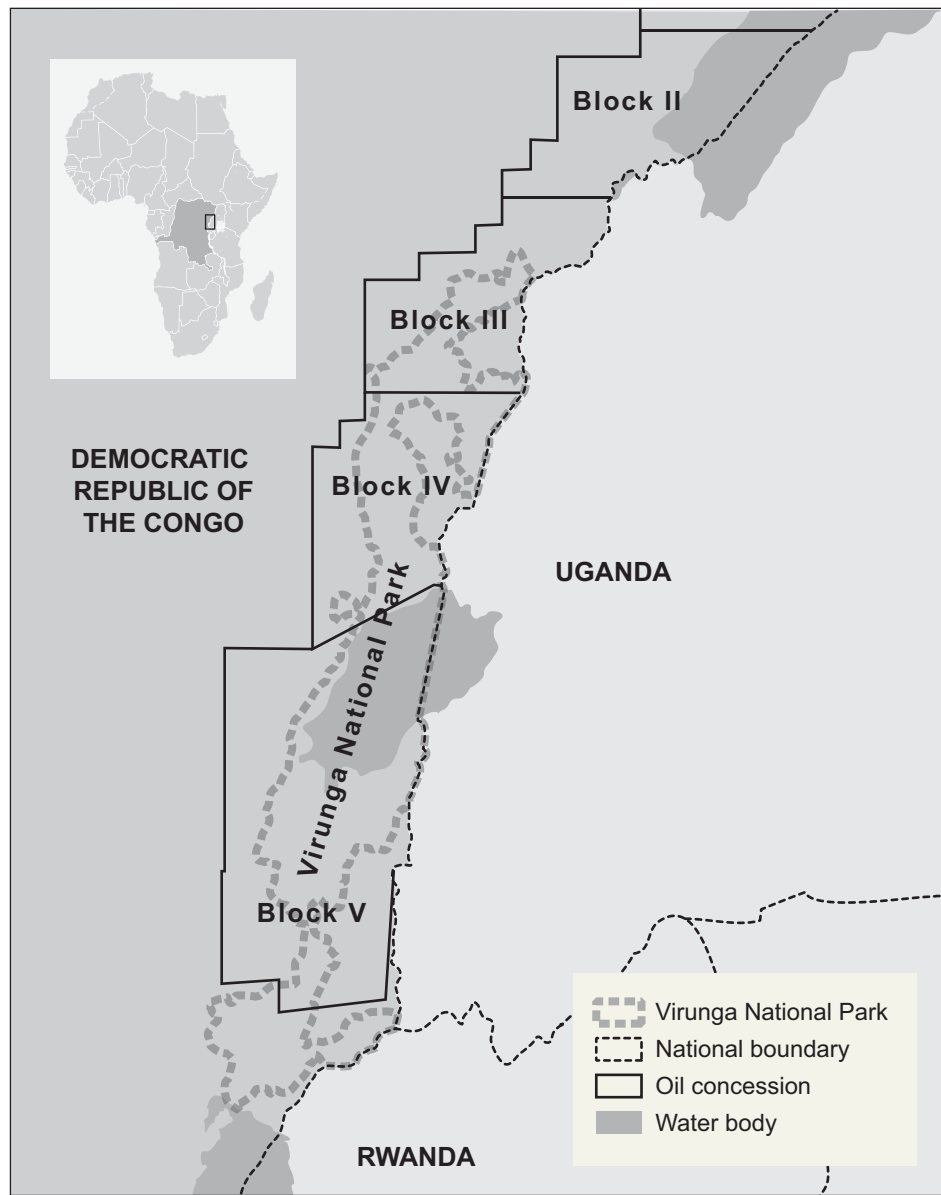 Block II
Block III
DEMOCRATIC
REPUBLIC OF
THE CONGO
Block IV
UGANDA
Virunga National Park
Block V
Virunga National Park
National boundary
Oil concession
Water body
RWANDA